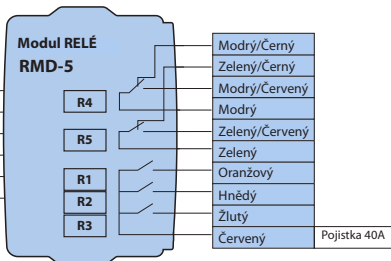 Modul RELÉ
RMD-5
R4
R5
R1
R2
R3
Modrý/Černý
Zelený/Černý
Modrý/Červený
Modrý
Zelený/Červený
Zelený
Oranžový
Hnědý
Žlutý
Červený
Pojistka 40A